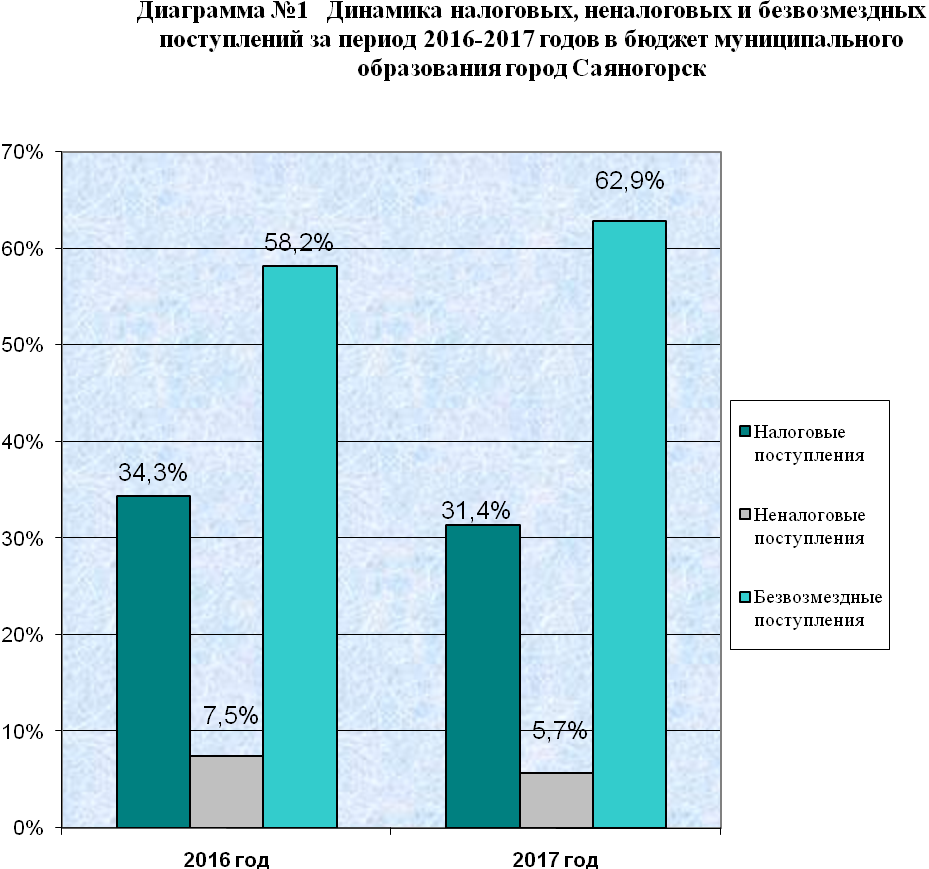 Диаграмма №1 Динамика налоговых, неналоговых и безвозмездных
поступлений за период 2016-2017 годов в бюджет муниципального
образования город Саяногорск
70%
60%
50%
40%
30%
20%
10%
0%
34,3%
7,5%
58,2%
31,4%
5,7%
62,9%
2016 год
2017 год
Налоговые
поступления
Неналоговые
поступления
Безвозмездные
поступления